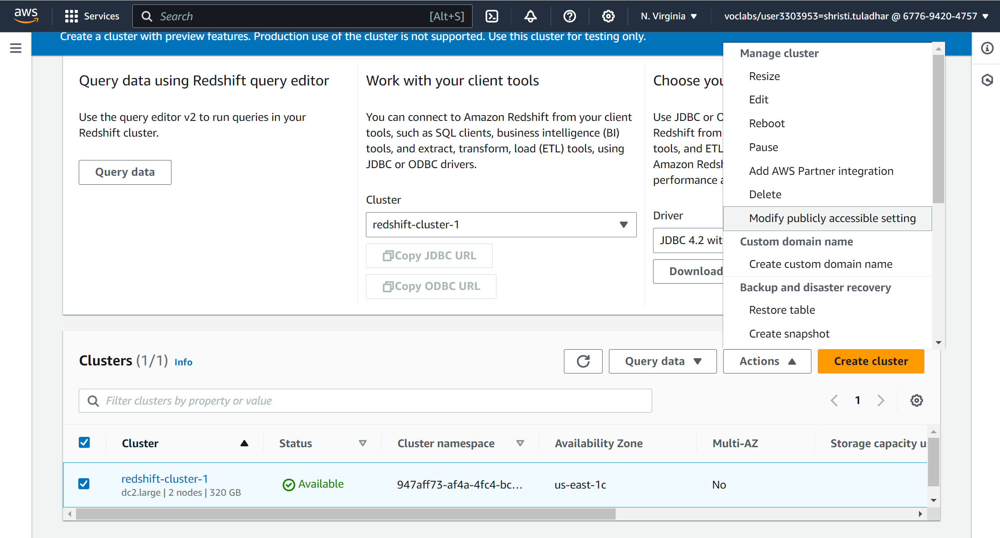 aws
Services
Search
[Alt+S]
N. Virginia
voclabs/user3303953=shristi.tuladhar @ 6776-9420-4757
Create a cluster with preview features. Production use of the cluster is not supported. Use this cluster for testing only.
Query data using Redshift query editor
Use the query editor v2 to run queries in your
Redshift cluster.
Query data
Work with your client tools
You can connect to Amazon Redshift from your client
tools, such as SQL clients, business intelligence (BI)
tools, and extract, transform, load (ETL) tools, using
JDBC or ODBC drivers.
Cluster
redshift-cluster-1
Copy JDBC URL
Copy ODBC URL
Choose you
Use JDBC or O
Redshift from
tools, and ETL
Amazon Redsh
performance a
Driver
JDBC 4.2 wit
Download
Manage cluster
Resize
Edit
Reboot
Pause
Add AWS Partner integration
Delete
Modify publicly accessible setting
Custom domain name
Create custom domain name
Backup and disaster recovery
Restore table
Create snapshot
Clusters (1/1) Info
Query data
Actions
Create cluster
Filter clusters by property or value
1
Cluster
Status
Cluster namespace
Availability Zone
Multi-AZ
Storage capacity u
redshift-cluster-1
dc2.large | 2 nodes | 320 GB
Available
947aff73-af4a-4fc4-bc...
us-east-1c
No